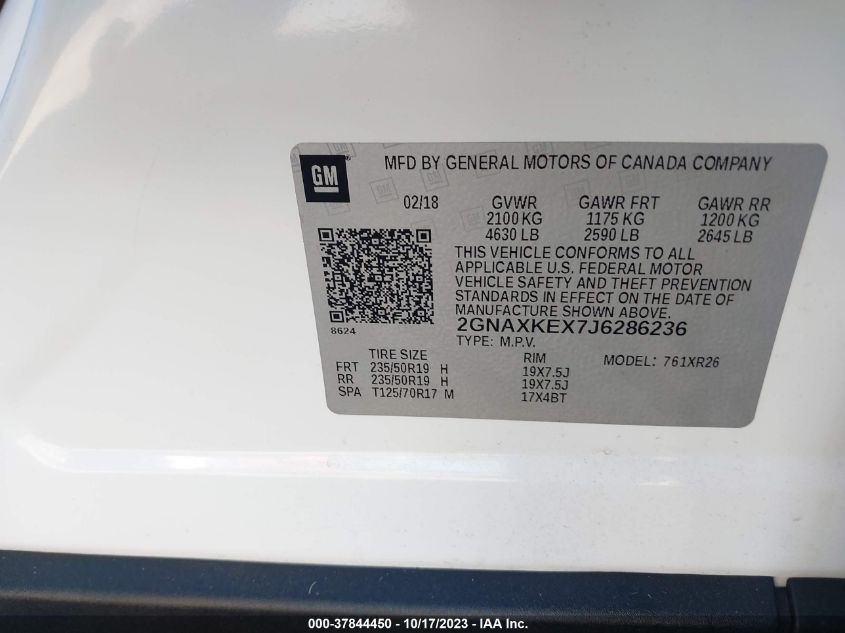 GM
MFD BY GENERAL MOTORS OF CANADA COMPANY
02/18 GVWR GAWR FRT GAWR RR
2100 KG 1175 KG 1200 KG
4630 LB 2590 LB 2645 LB
THIS VEHICLE CONFORMS TO ALL
APPLICABLE U.S. FEDERAL MOTOR
VEHICLE SAFETY AND THEFT PREVENTION
STANDARDS IN EFFECT ON THE DATE OF
MANUFACTURE SHOWN ABOVE.
8624
2GNAXKEX7J6286236
TYPE: M.P.V.
TIRE SIZE RIM MODEL: 761XR26
FRT 235/50R19 H 19X7.5J
RR 235/50R19 H 19X7.5J
SPA T125/70R17 M 17X4BT
000-37844450 - 10/17/2023 - IAA Inc.